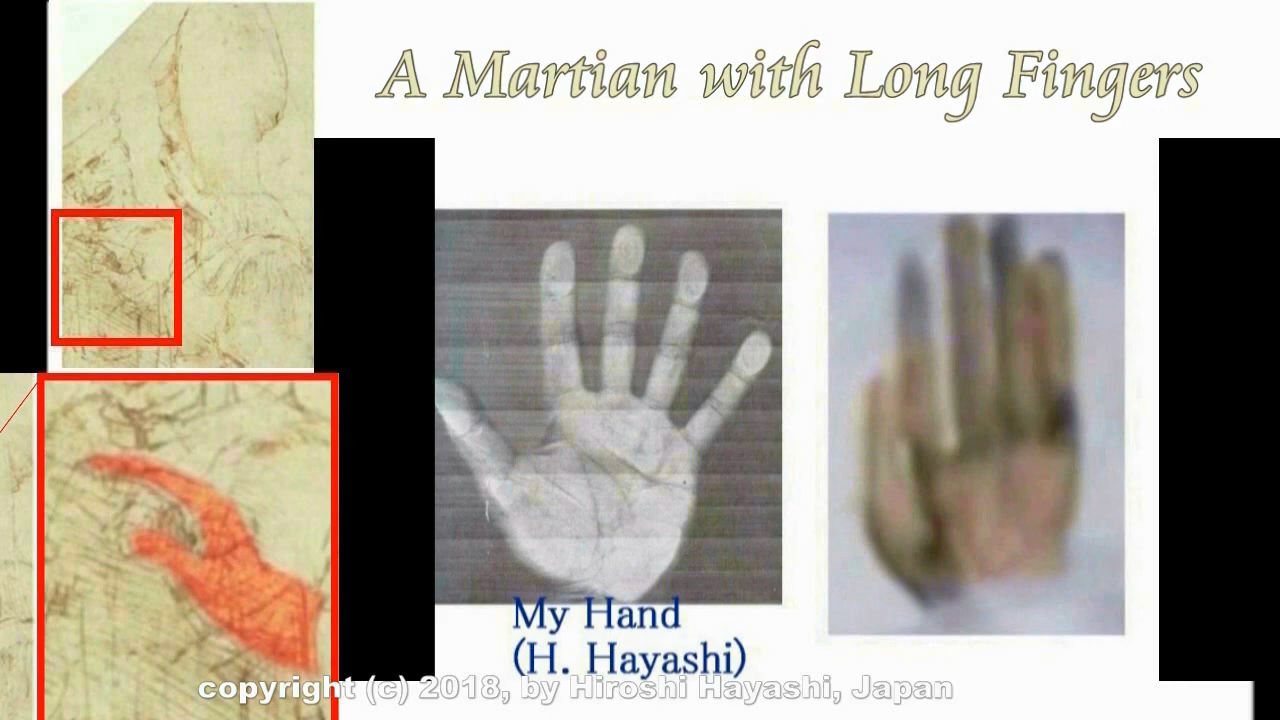 A Martian with Long Fingers
My Hand
(H. Hayashi)
copyright (c) 2018, by Hiroshi Hayashi, Japan